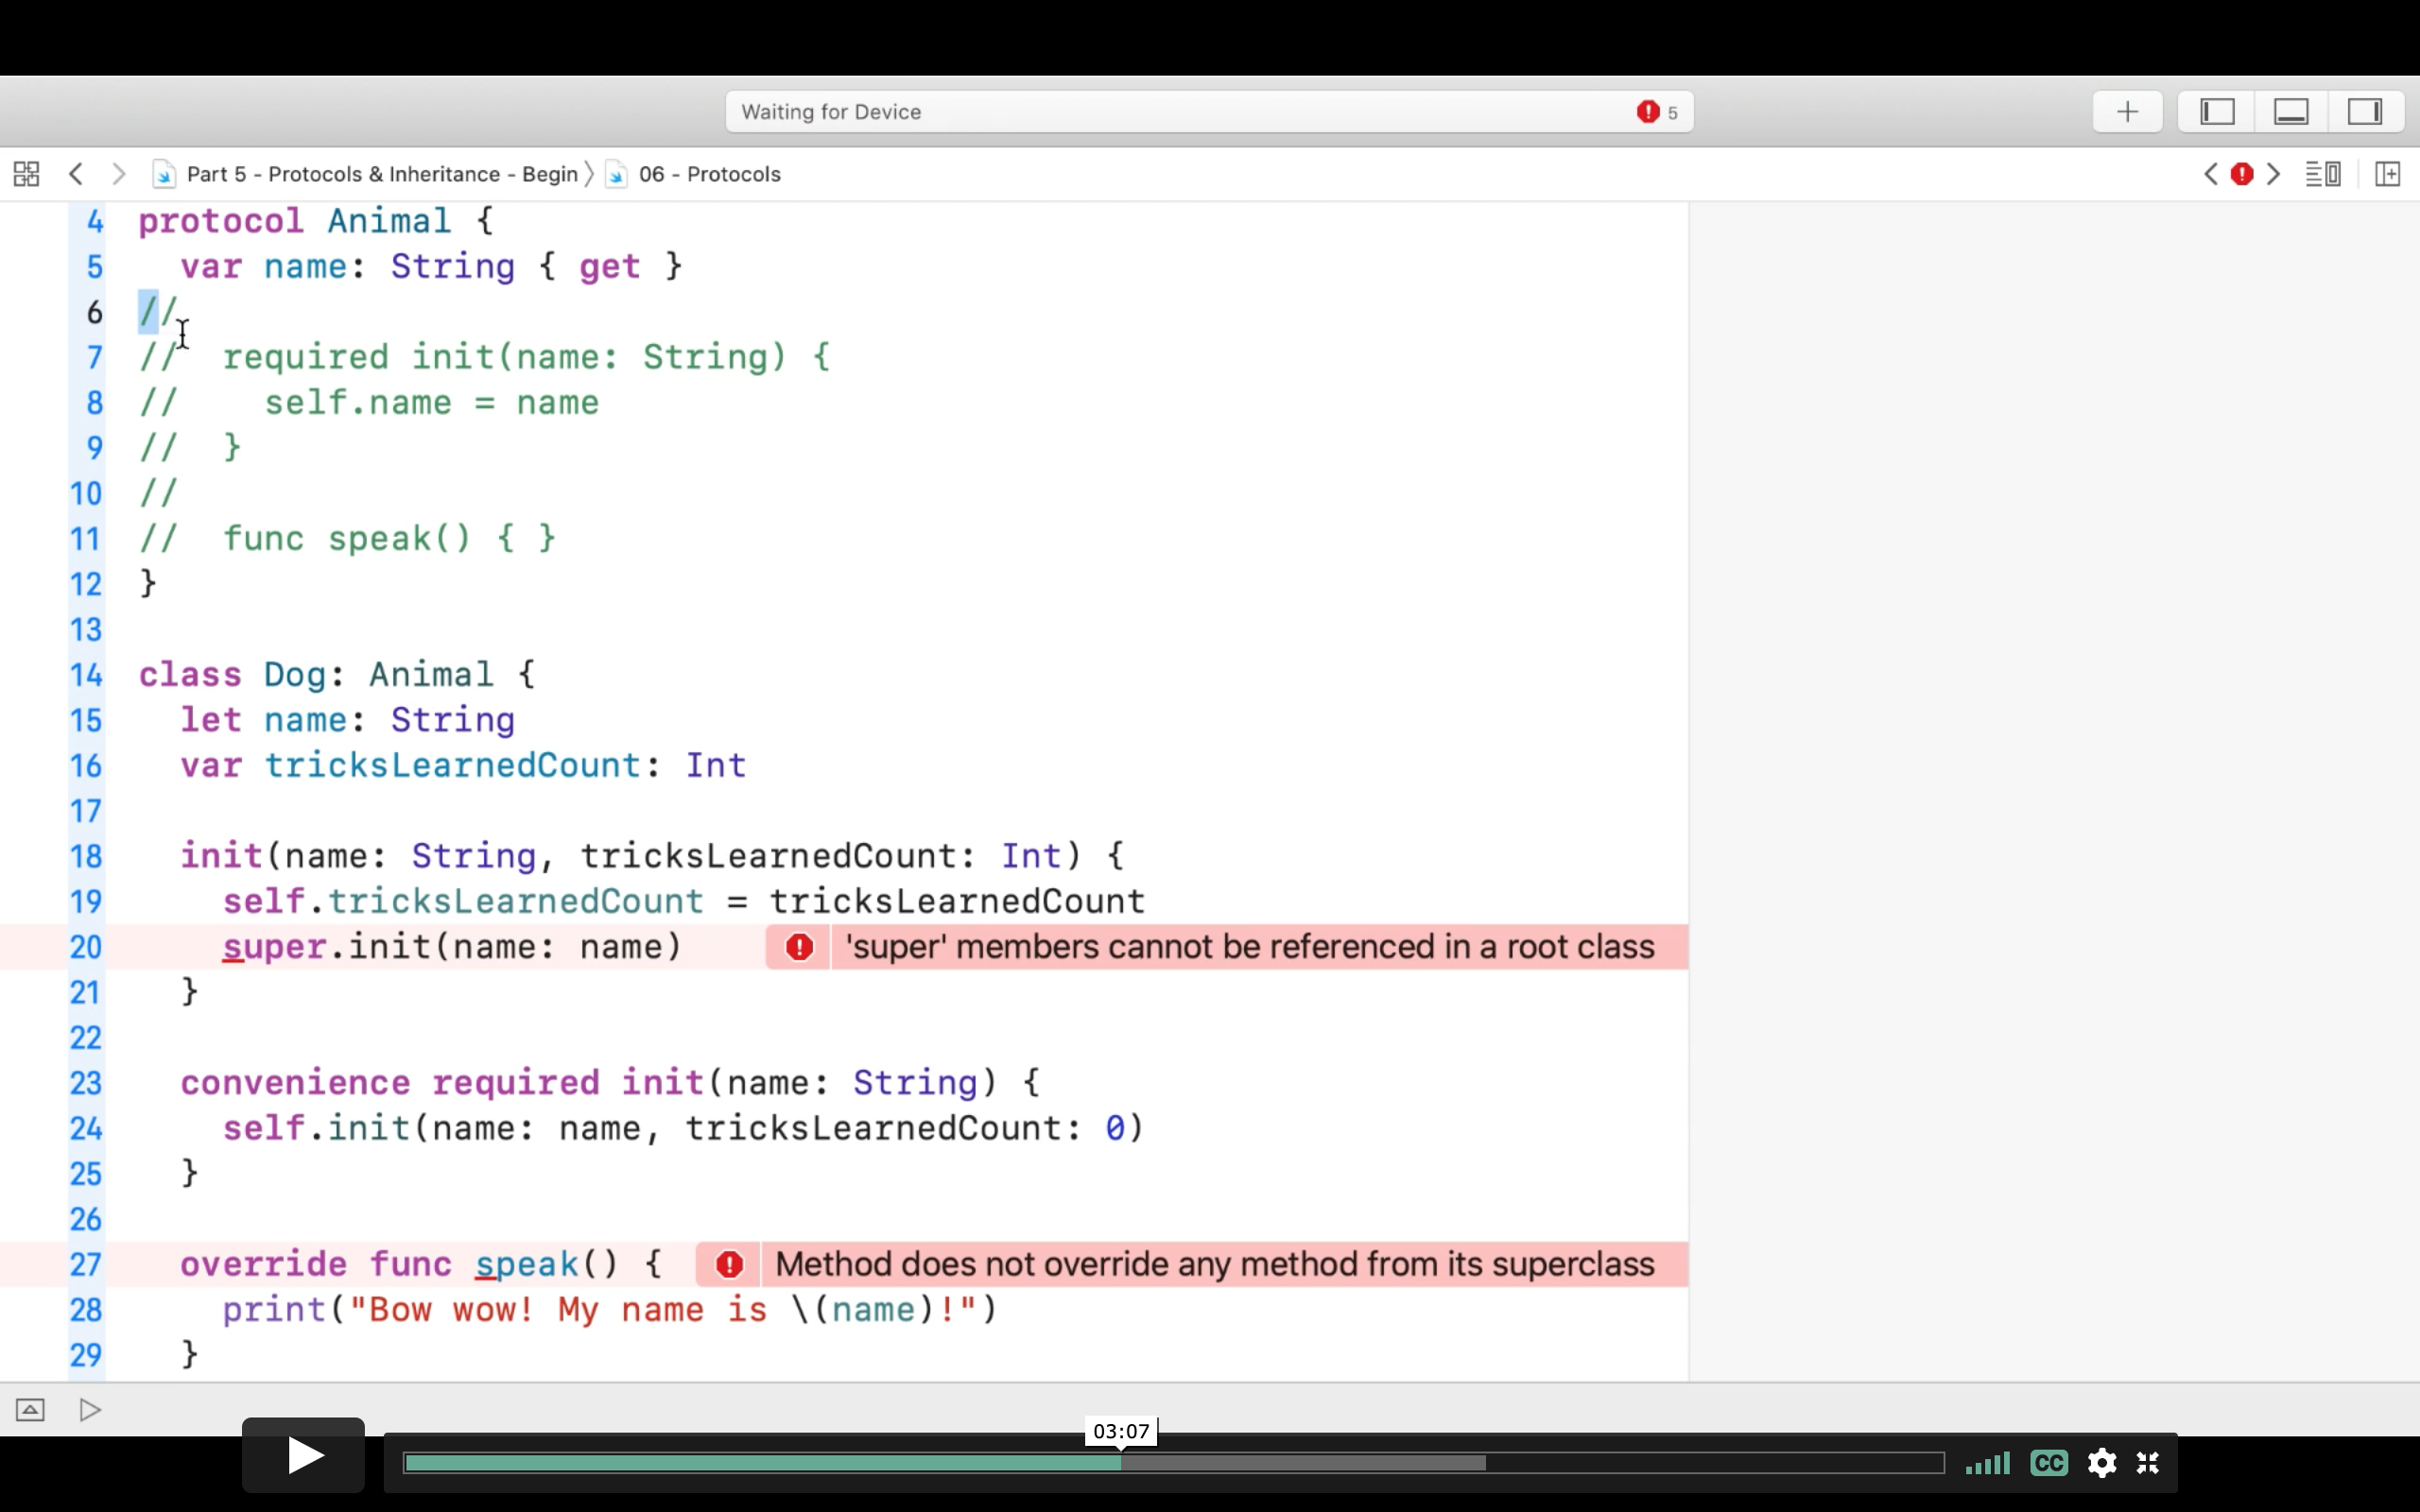 Waiting for Device 5
Part 5 - Protocols & Inheritance - Begin 06 - Protocols
4 protocol Animal {
5 var name: String { get }
6 //
7 // required init(name: String) {
8 // self.name = name
9 // }
10 //
11 // func speak() { }
12 }
13
14 class Dog: Animal {
15 let name: String
16 var tricksLearnedCount: Int
17
18 init(name: String, tricksLearnedCount: Int) {
19 self.tricksLearnedCount = tricksLearnedCount
20 super.init(name: name) 'super' members cannot be referenced in a root class
21 }
22
23 convenience required init(name: String) {
24 self.init(name: name, tricksLearnedCount: 0)
25 }
26
27 override func speak() { Method does not override any method from its superclass
28 print("Bow wow! My name is \(name)!")
29 }
03:07
CC